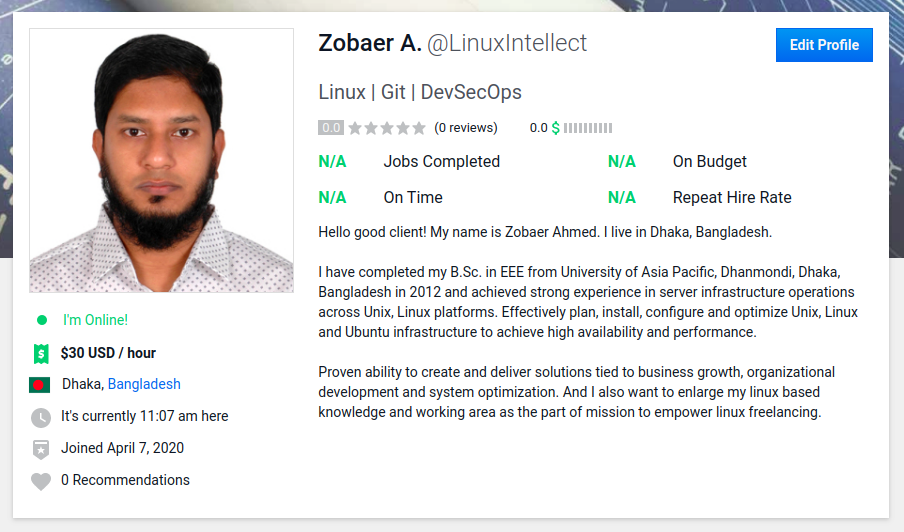 Zobaer A. @LinuxIntellect
Edit Profile
Linux | Git | DevSecOps
0.0 (0 reviews) 0.0 $
N/A Jobs Completed N/A On Budget
N/A On Time N/A Repeat Hire Rate
Hello good client! My name is Zobaer Ahmed. I live in Dhaka, Bangladesh.
I have completed my B.Sc. in EEE from University of Asia Pacific, Dhanmondi, Dhaka,
Bangladesh in 2012 and achieved strong experience in server infrastructure operations
across Unix, Linux platforms. Effectively plan, install, configure and optimize Unix, Linux
and Ubuntu infrastructure to achieve high availability and performance.
Proven ability to create and deliver solutions tied to business growth, organizational
development and system optimization. And I also want to enlarge my linux based
knowledge and working area as the part of mission to empower linux freelancing.
I'm Online!
$30 USD / hour
Dhaka, Bangladesh
It's currently 11:07 am here
Joined April 7, 2020
0 Recommendations